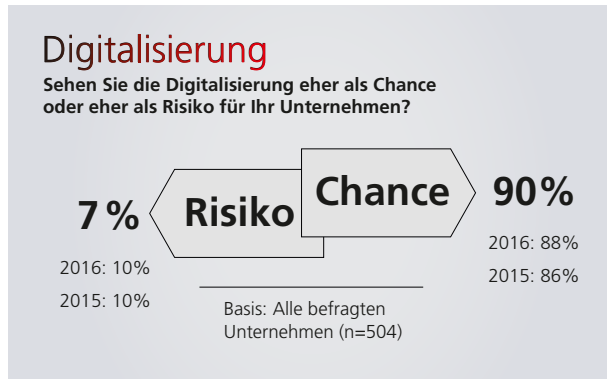 Digitalisierung
Sehen Sie die Digitalisierung eher als Chance
oder eher als Risiko für Ihr Unternehmen?
7 %
Risiko
Chance
90 %
2016: 10%
2015: 10%
2016: 88%
2015: 86%
Basis: Alle befragten
Unternehmen (n=504)